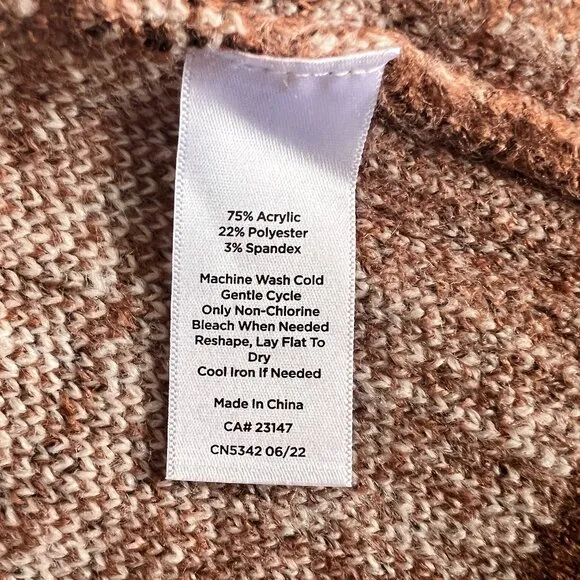 75% Acrylic
22% Polyester
3% Spandex
Machine Wash Cold
Gentle Cycle
Only Non-Chlorine
Bleach When Needed
Reshape, Lay Flat To
Dry
Cool Iron If Needed
Made In China
CA# 23147
CN5342 06/22